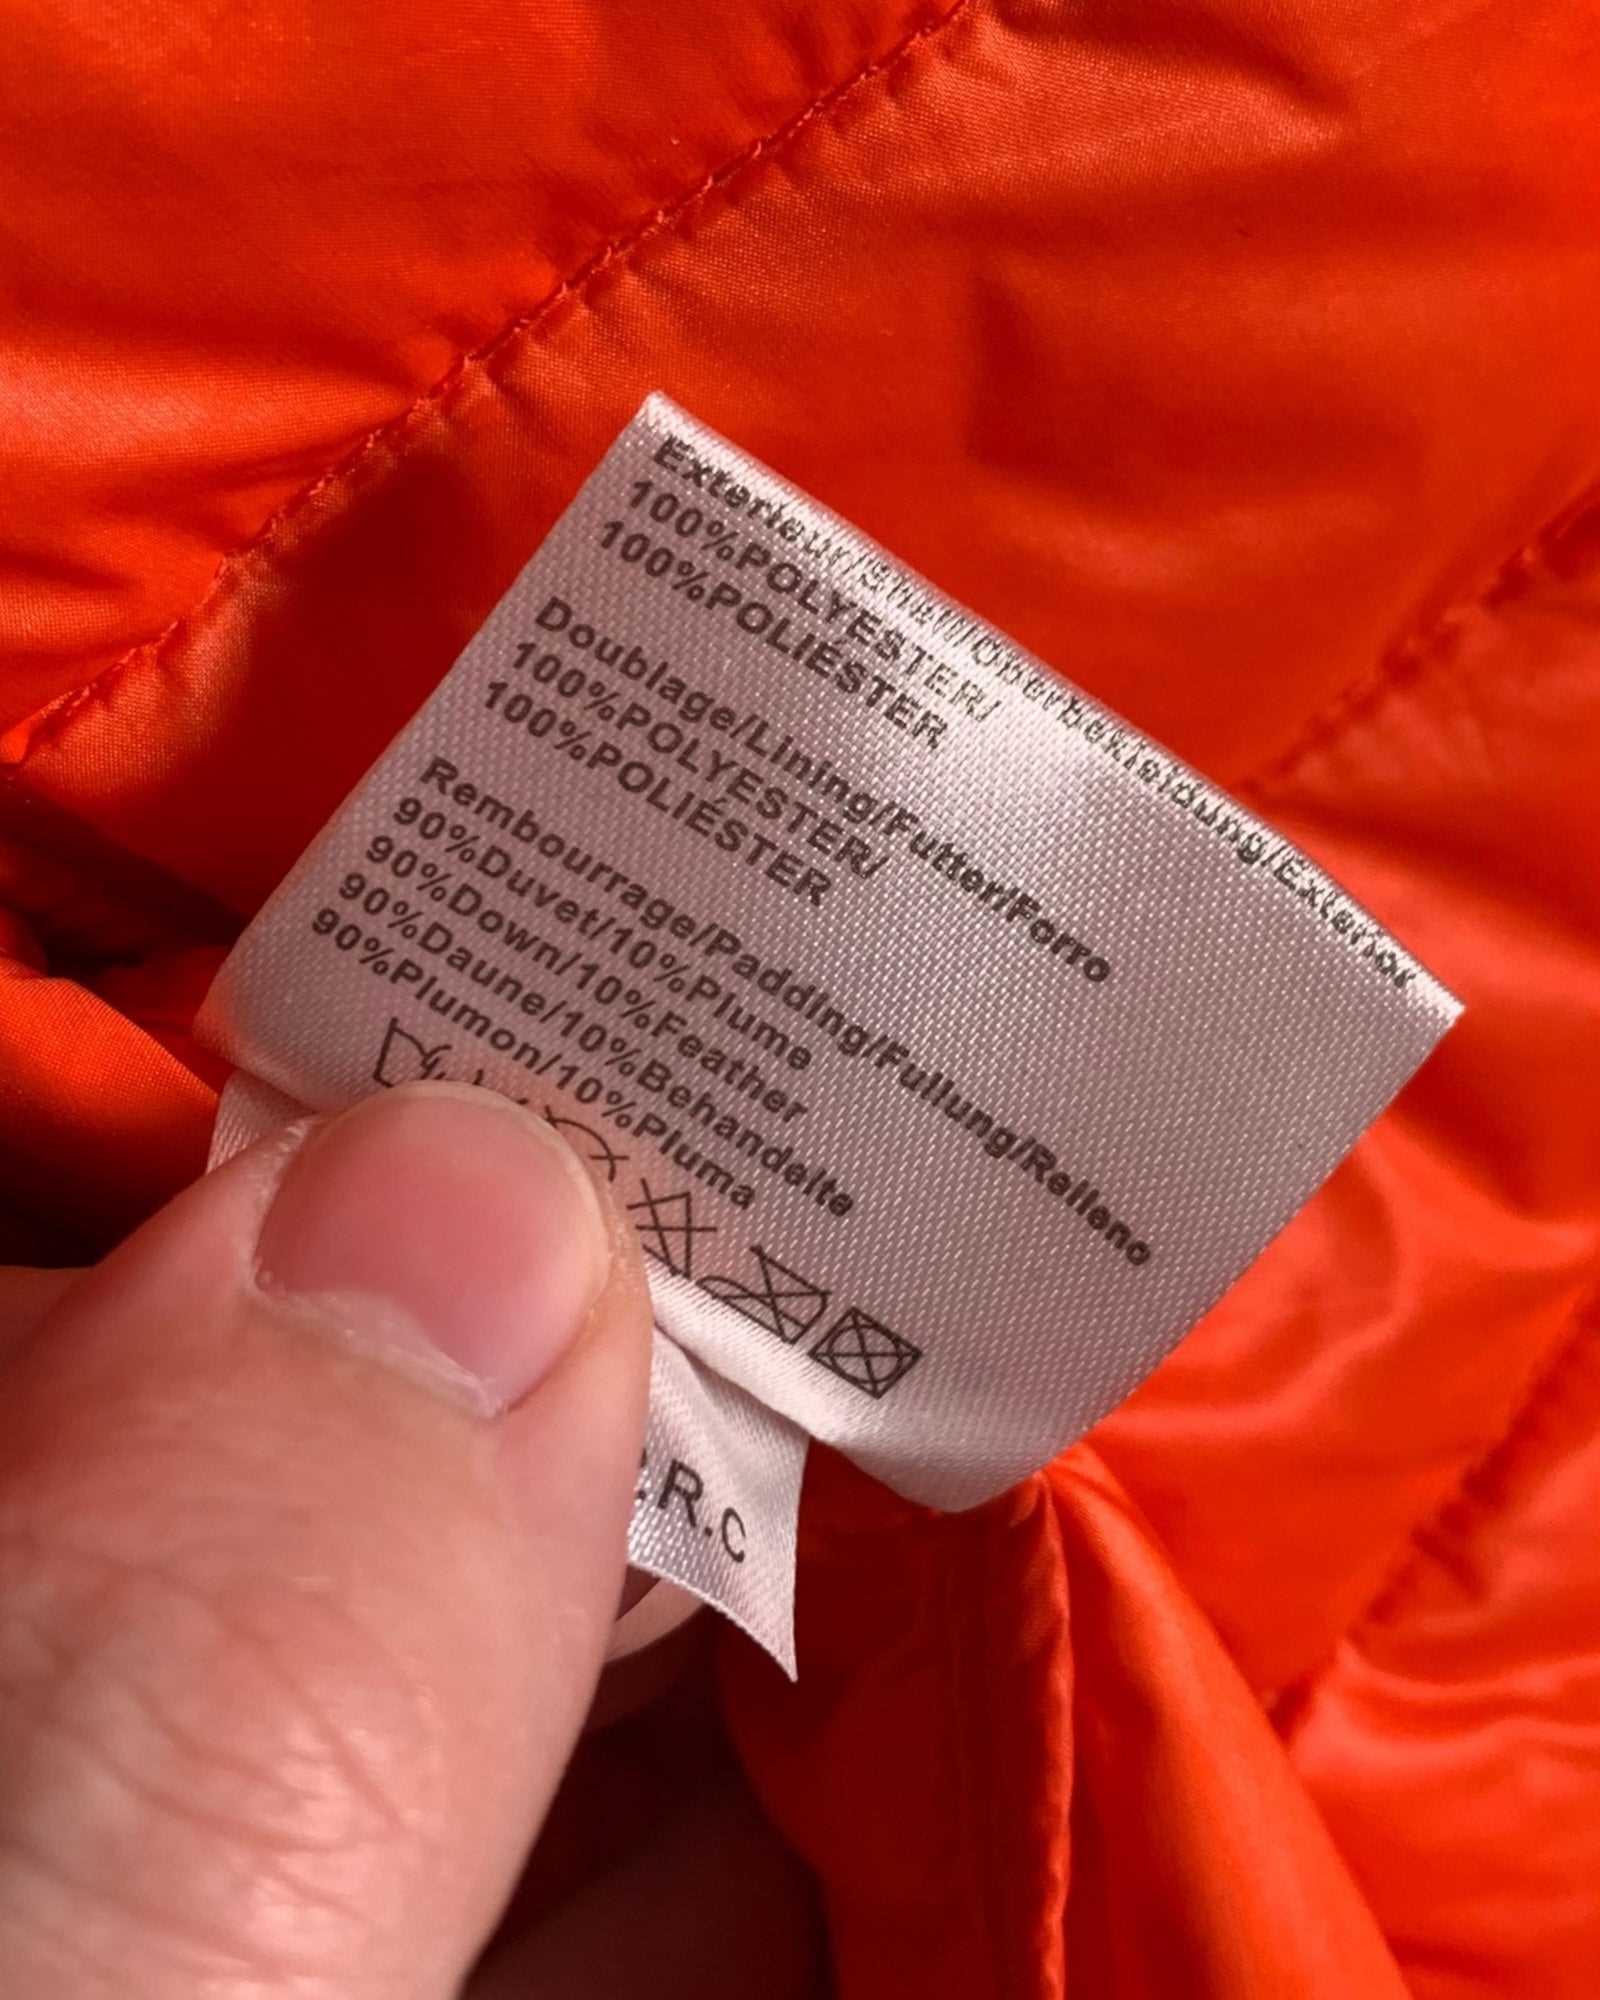 Exterieur/Shell/Oberbekleidung/Exterior
100%POLYESTER/
100%POLIÉSTER
Doublage/Lining/Futter/Forro
100%POLYESTER/
100%POLIÉSTER
Rembourrage/Padding/Fullung/Relleno
90%Duvet/10%Plume
90%Down/10%Feather
90%Daune/10%Behandelte
90%Plumon/10%Pluma
.R.C